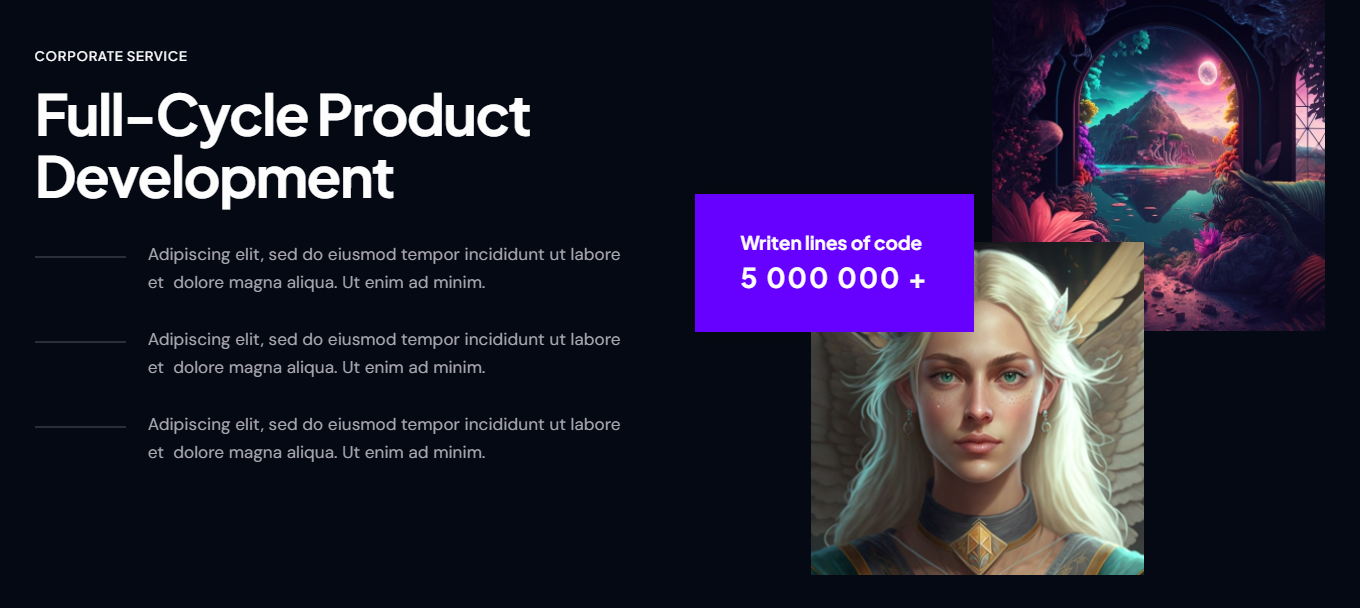 CORPORATE SERVICE
Full-Cycle Product
Development
Adipiscing elit, sed do eiusmod tempor incididunt ut labore
et  dolore magna aliqua. Ut enim ad minim.
Adipiscing elit, sed do eiusmod tempor incididunt ut labore
et  dolore magna aliqua. Ut enim ad minim.
Adipiscing elit, sed do eiusmod tempor incididunt ut labore
et  dolore magna aliqua. Ut enim ad minim.
Writen lines of code
5 000 000 +